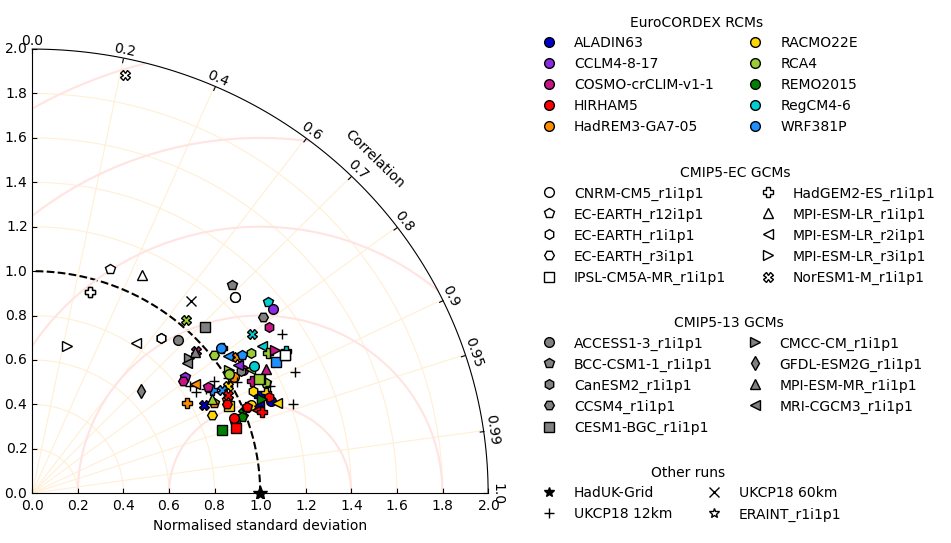 EuroCORDEX RCMs
ALADIN63
RACMO22E
CCLM4-8-17
RCA4
COSMO-crCLIM-v1-1
REMO2015
HIRHAM5
RegCM4-6
HadREM3-GA7-05
WRF381P
CMIP5-EC GCMs
CNRM-CM5_r1i1p1
HadGEM2-ES_r1i1p1
EC-EARTH_r12i1p1
MPI-ESM-LR_r1i1p1
EC-EARTH_r1i1p1
MPI-ESM-LR_r2i1p1
EC-EARTH_r3i1p1
MPI-ESM-LR_r3i1p1
IPSL-CM5A-MR_r1i1p1
NorESM1-M_r1i1p1
CMIP5-13 GCMs
ACCESS1-3_r1i1p1
CMCC-CM_r1i1p1
BCC-CSM1-1_r1i1p1
GFDL-ESM2G_r1i1p1
CanESM2_r1i1p1
MPI-ESM-MR_r1i1p1
CCSM4_r1i1p1
MRI-CGCM3_r1i1p1
CESM1-BGC_r1i1p1
Other runs
HadUK-Grid
UKCP18 60km
UKCP18 12km
ERAINT_r1i1p1
0.0
0.2
0.4
0.6
0.7
0.8
0.9
0.95
0.99
1.0
Correlation
2.0
1.8
1.6
1.4
1.2
1.0
0.8
0.6
0.4
0.2
0.0
0.0
0.2
0.4
0.6
0.8
1.0
1.2
1.4
1.6
1.8
2.0
Normalised standard deviation